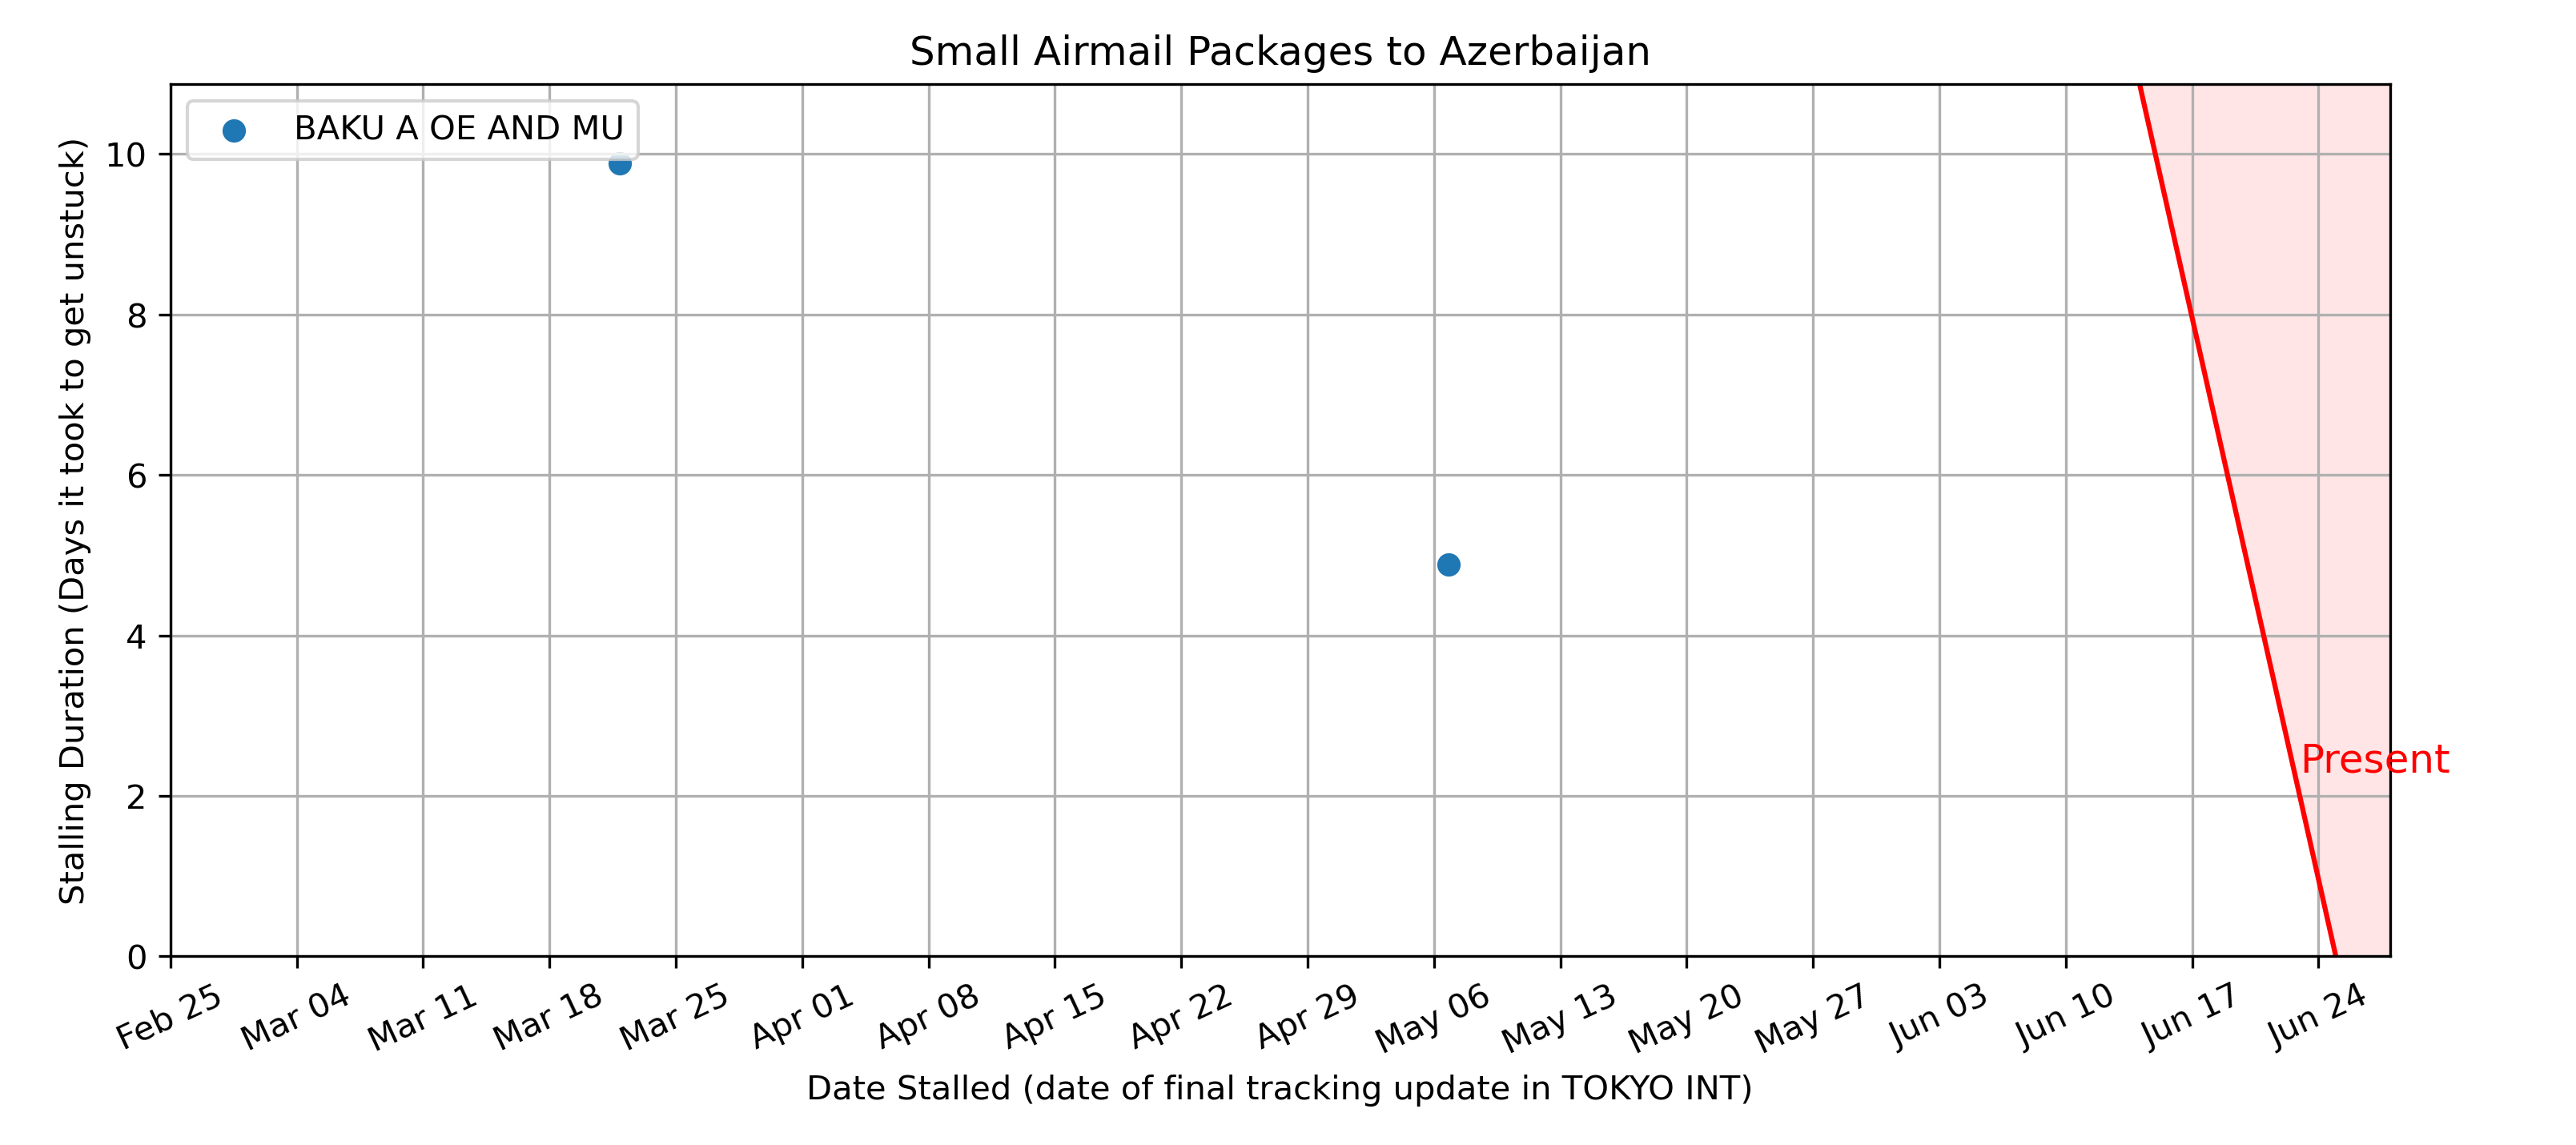 Small Airmail Packages to Azerbaijan
BAKU A OE AND MU
Stalling Duration (Days it took to get unstuck)
10
8
6
4
2
0
Present
Feb 25 Mar 04 Mar 11 Mar 18 Mar 25 Apr 01 Apr 08 Apr 15 Apr 22 Apr 29 May 06 May 13 May 20 May 27 Jun 03 Jun 10 Jun 17 Jun 24
Date Stalled (date of final tracking update in TOKYO INT)